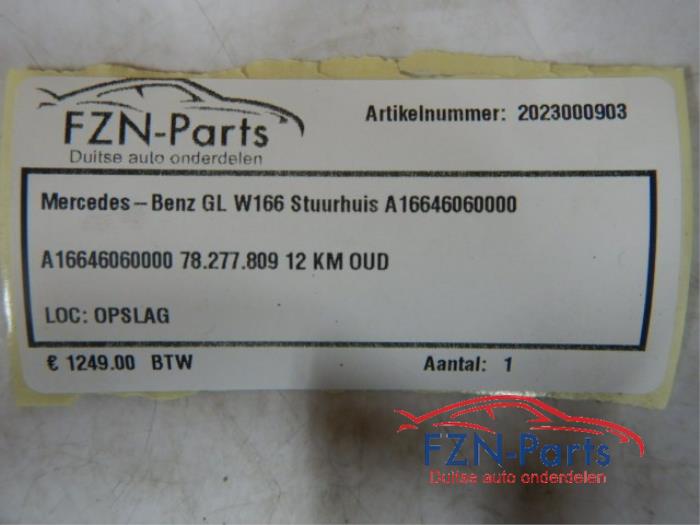 FZN-Parts
Duitse auto onderdelen
Artikelnummer: 2023000903
Mercedes-Benz GL W166 Stuurhuis A16646060000
A16646060000 78.277.809 12 KM OUD
LOC: OPSLAG
€ 1249.00 BTW
Aantal: 1
FZN-Parts
Duitse auto onderdelen